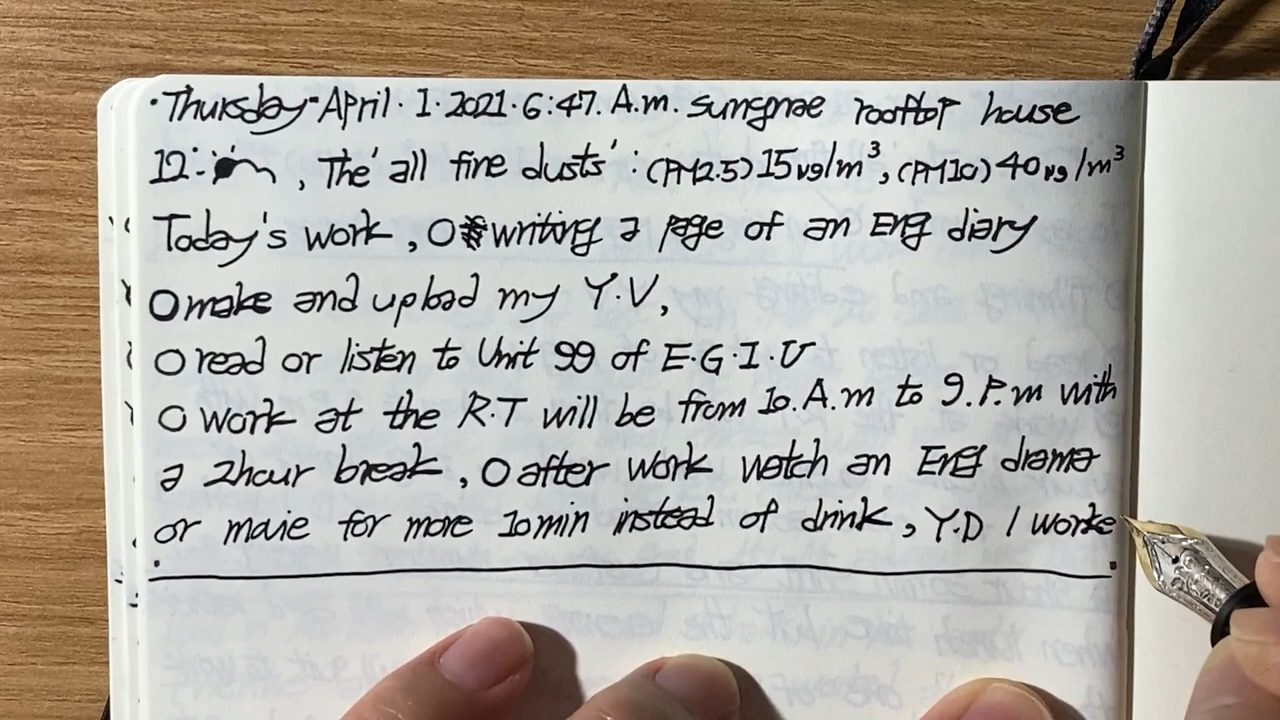 ·Thursday-April·1·2021·6:47. A.m. sungnae rooftop house
12:, The 'all fine dusts': (PM2.5) 15ug/m³, (PM10) 40ug/m³
Today's work, O writing a page of an Eng diary
O make and upload my Y·V,
O read or listen to Unit 99 of E·G·I·U
O work at the R·T will be from 10.A.m to 9.P.m with
a 2hour break, O after work watch an Eng drama
or movie for more 10min instead of drink, Y.D I worke